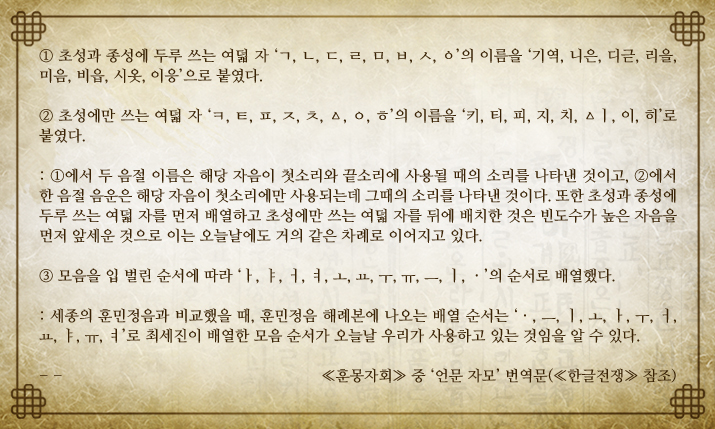 ① 초성과 종성에 두루 쓰는 여덟 자 ‘ㄱ, ㄴ, ㄷ, ㄹ, ㅁ, ㅂ, ㅅ, ㆁ’의 이름을 ‘기역, 니은, 디귿, 리을,
미음, 비읍, 시옷, 이응’으로 붙였다.
② 초성에만 쓰는 여덟 자 ‘ㅋ, ㅌ, ㅍ, ㅈ, ㅊ, ㅿ, ㅇ, ㅎ’의 이름을 ‘키, 티, 피, 지, 치, ㅿㅣ, 이, 히’로
붙였다.
: ①에서 두 음절 이름은 해당 자음이 첫소리와 끝소리에 사용될 때의 소리를 나타낸 것이고, ②에서
한 음절 음운은 해당 자음이 첫소리에만 사용되는데 그때의 소리를 나타낸 것이다. 또한 초성과 종성에
두루 쓰는 여덟 자를 먼저 배열하고 초성에만 쓰는 여덟 자를 뒤에 배치한 것은 빈도수가 높은 자음을
먼저 앞세운 것으로 이는 오늘날에도 거의 같은 차례로 이어지고 있다.
③ 모음을 입 벌린 순서에 따라 ‘ㅏ, ㅑ, ㅓ, ㅕ, ㅗ, ㅛ, ㅜ, ㅠ, ㅡ, ㅣ, ㆍ’의 순서로 배열했다.
: 세종의 훈민정음과 비교했을 때, 훈민정음 해례본에 나오는 배열 순서는 ‘ㆍ, ㅡ, ㅣ, ㅗ, ㅏ, ㅜ, ㅓ,
ㅛ, ㅑ, ㅠ, ㅕ’로 최세진이 배열한 모음 순서가 오늘날 우리가 사용하고 있는 것임을 알 수 있다.
– – ≪훈몽자회≫ 중 ‘언문 자모’ 번역문(≪한글전쟁≫ 참조)